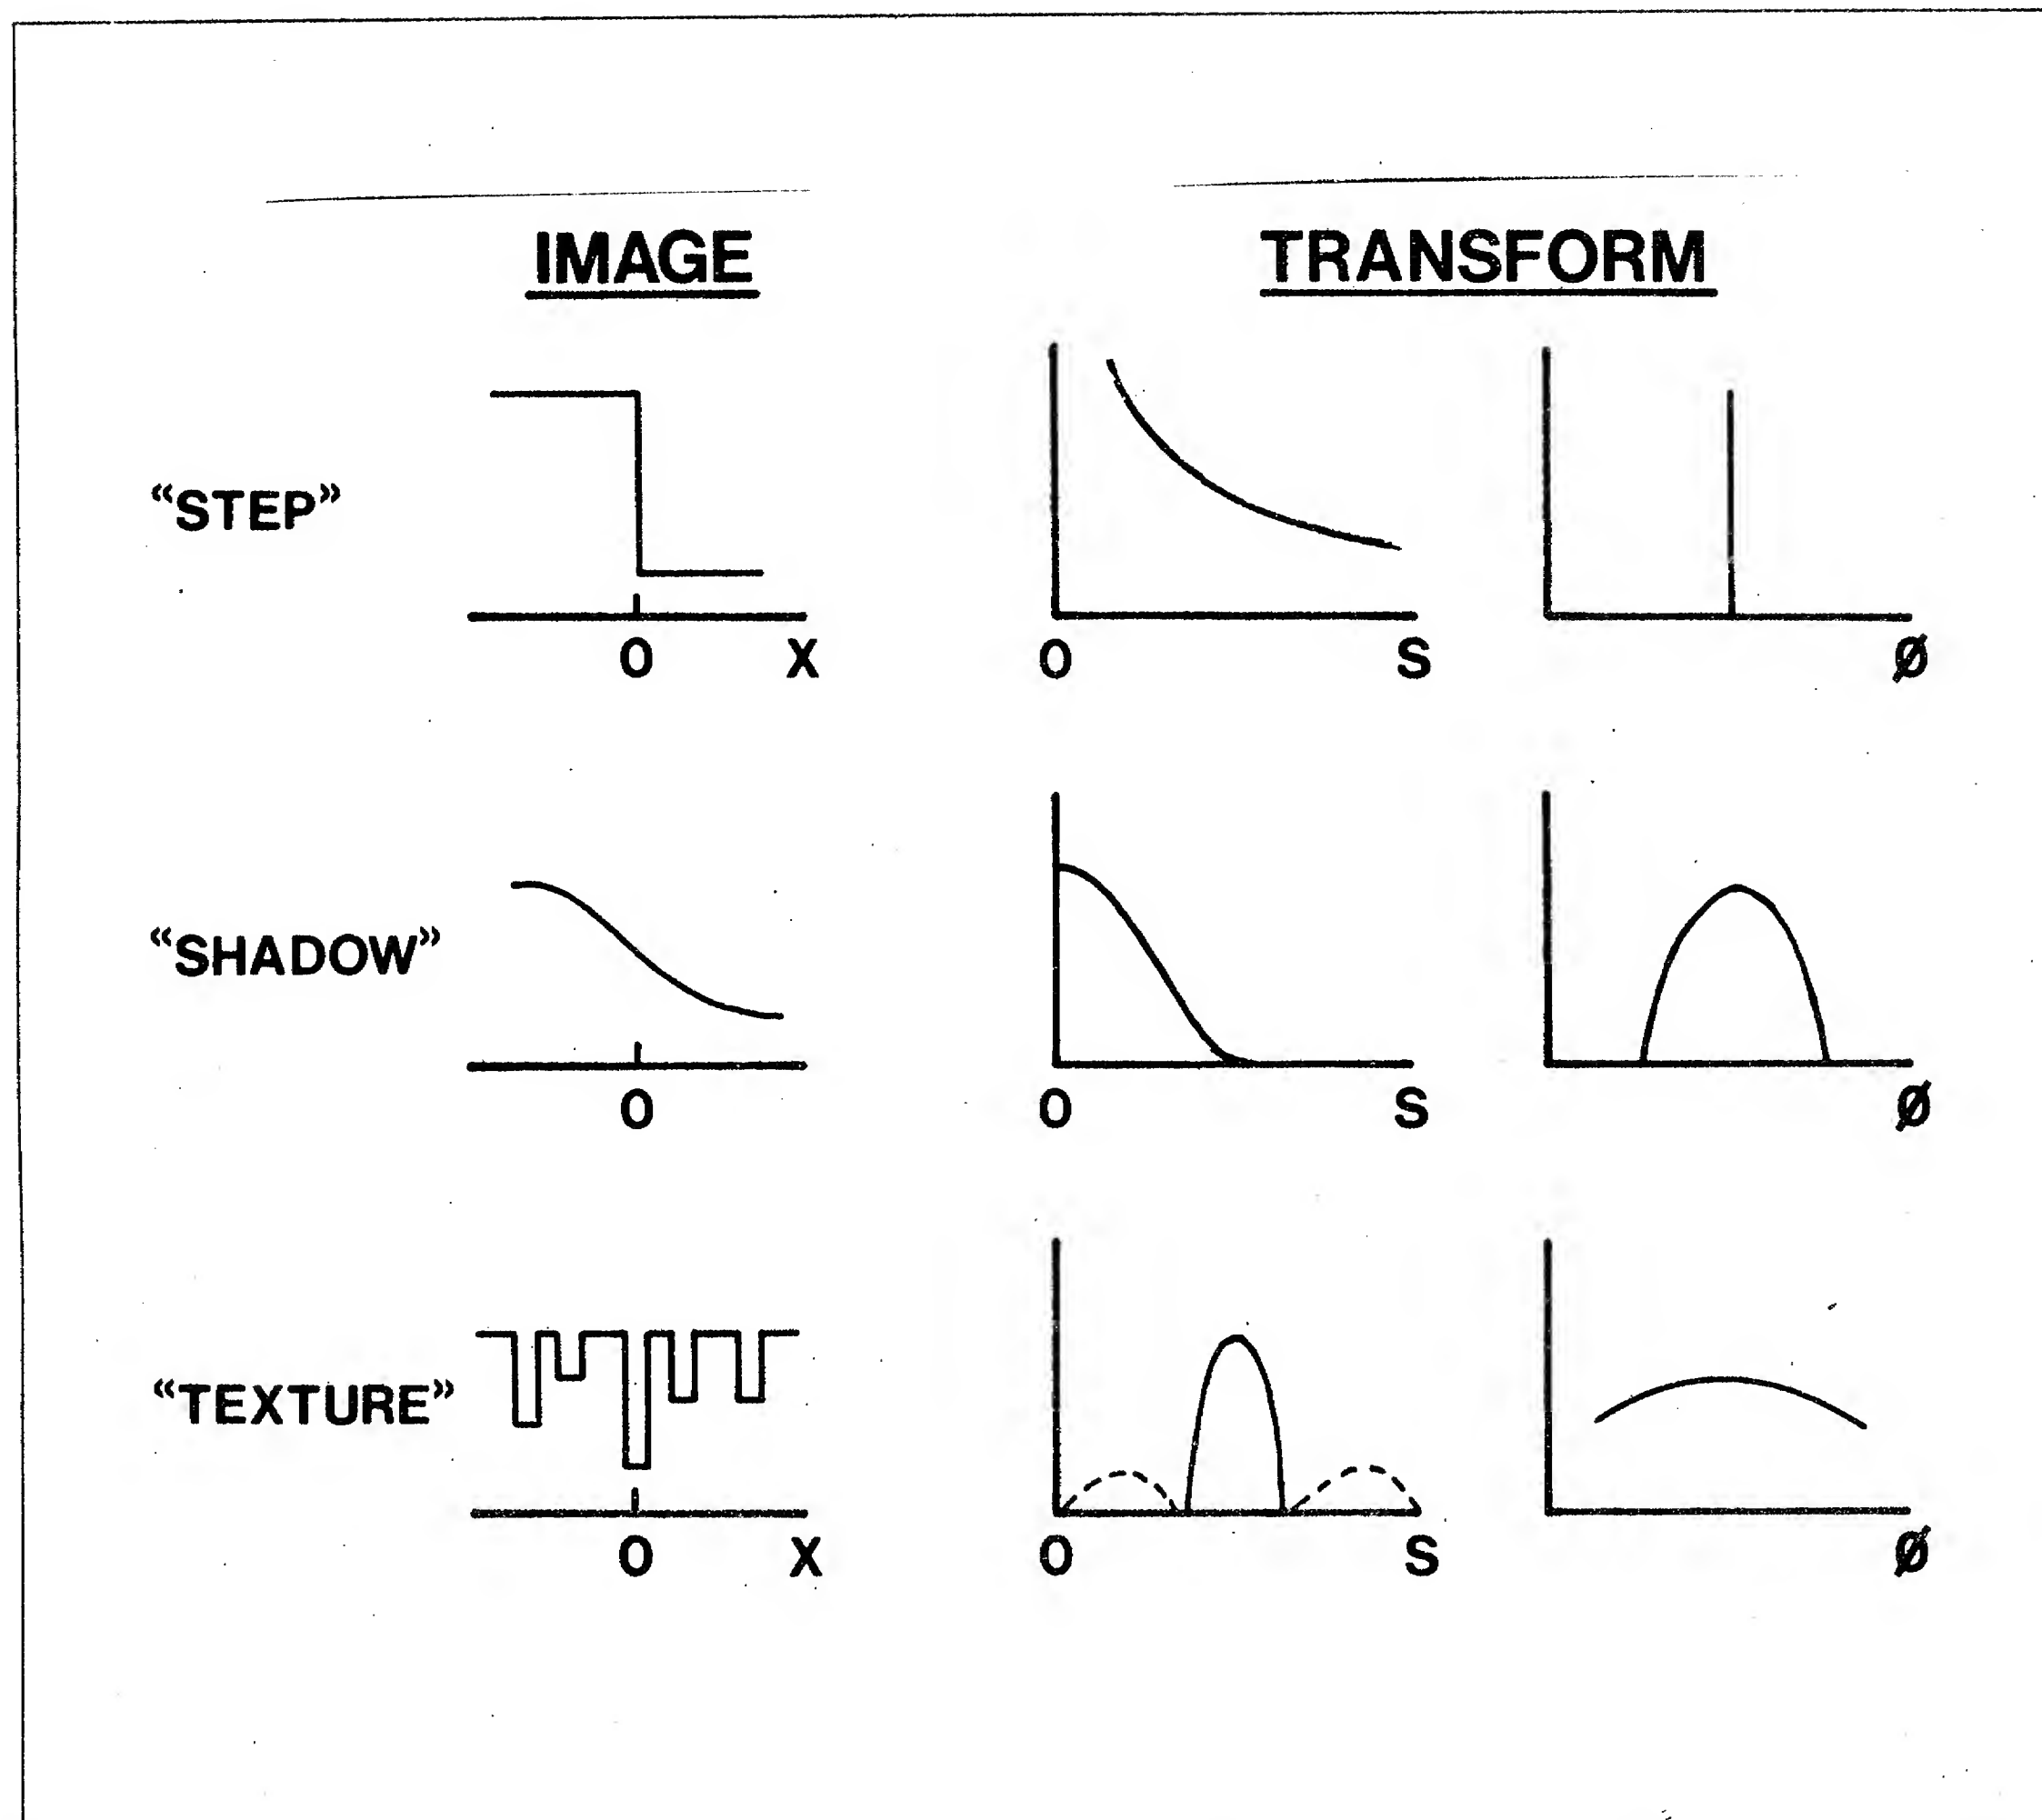 IMAGE TRANSFORM
“STEP”
O X O S Ø
“SHADOW”
O O S Ø
“TEXTURE”
O X O S Ø